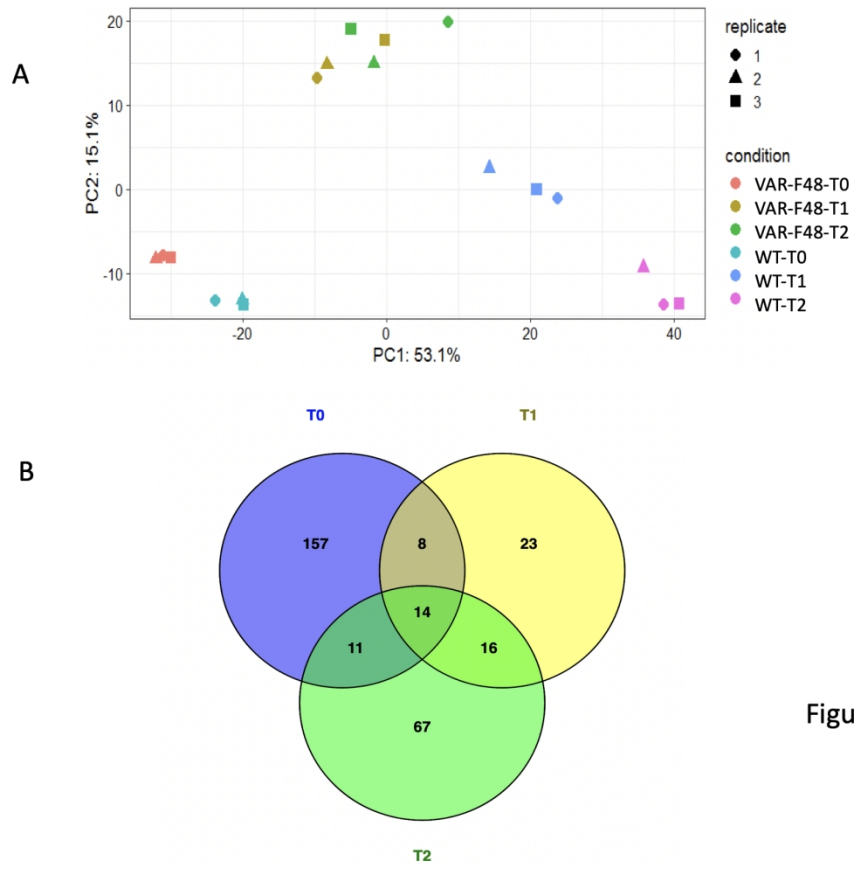 A
20
10
0
-10
PC2: 15.1%
-20
0
20
40
PC1: 53.1%
replicate
1
2
3
condition
VAR-F48-T0
VAR-F48-T1
VAR-F48-T2
WT-T0
WT-T1
WT-T2
B
T0
T1
157
8
23
14
11
16
67
T2
Figu